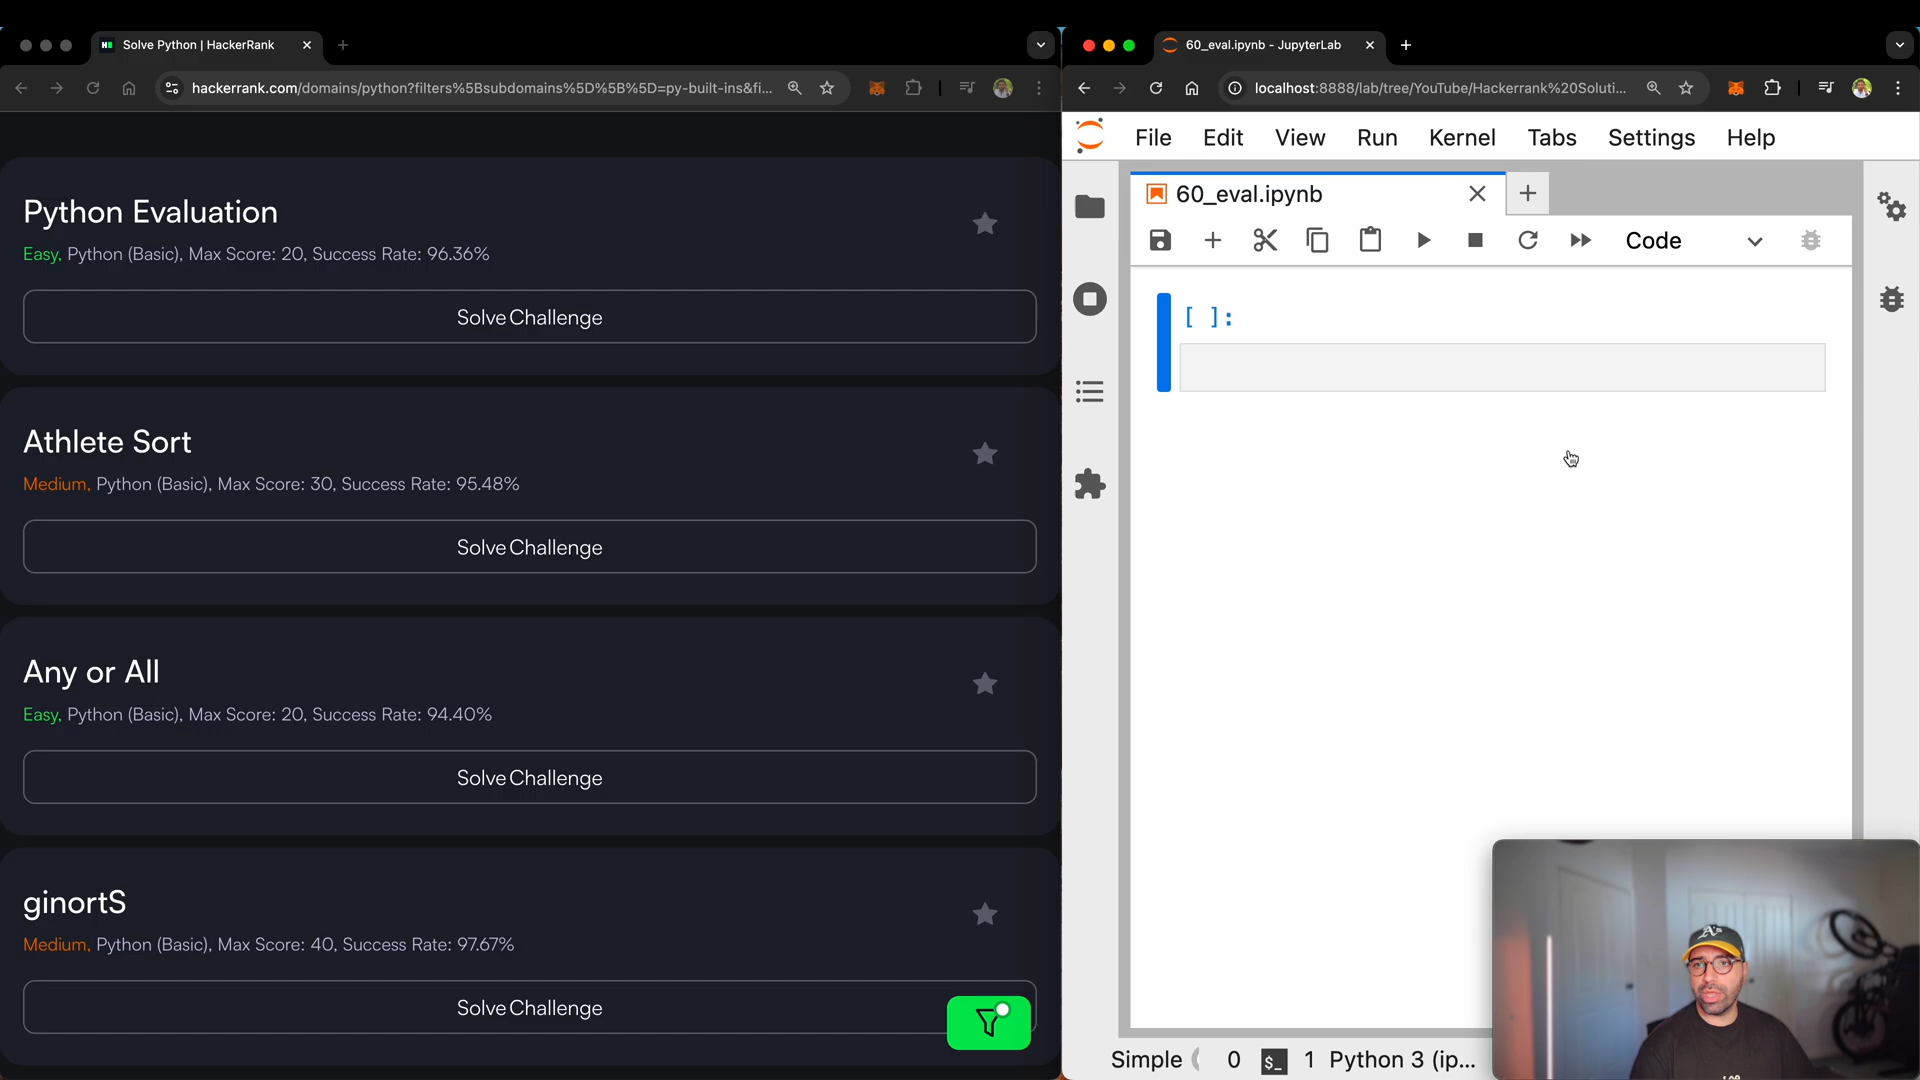 Solve Python | HackerRank
hackerrank.com/domains/python?filters%5Bsubdomains%5D%5B%5D=py-built-ins&fi...
Python Evaluation
Easy, Python (Basic), Max Score: 20, Success Rate: 96.36%
Solve Challenge
Athlete Sort
Medium, Python (Basic), Max Score: 30, Success Rate: 95.48%
Solve Challenge
Any or All
Easy, Python (Basic), Max Score: 20, Success Rate: 94.40%
Solve Challenge
ginortS
Medium, Python (Basic), Max Score: 40, Success Rate: 97.67%
Solve Challenge
60_eval.ipynb - JupyterLab
localhost:8888/lab/tree/YouTube/Hackerrank%20Soluti...
File Edit View Run Kernel Tabs Settings Help
60_eval.ipynb
Code
[ ]:
Simple 0 $_ 1 Python 3 (ip...
A's